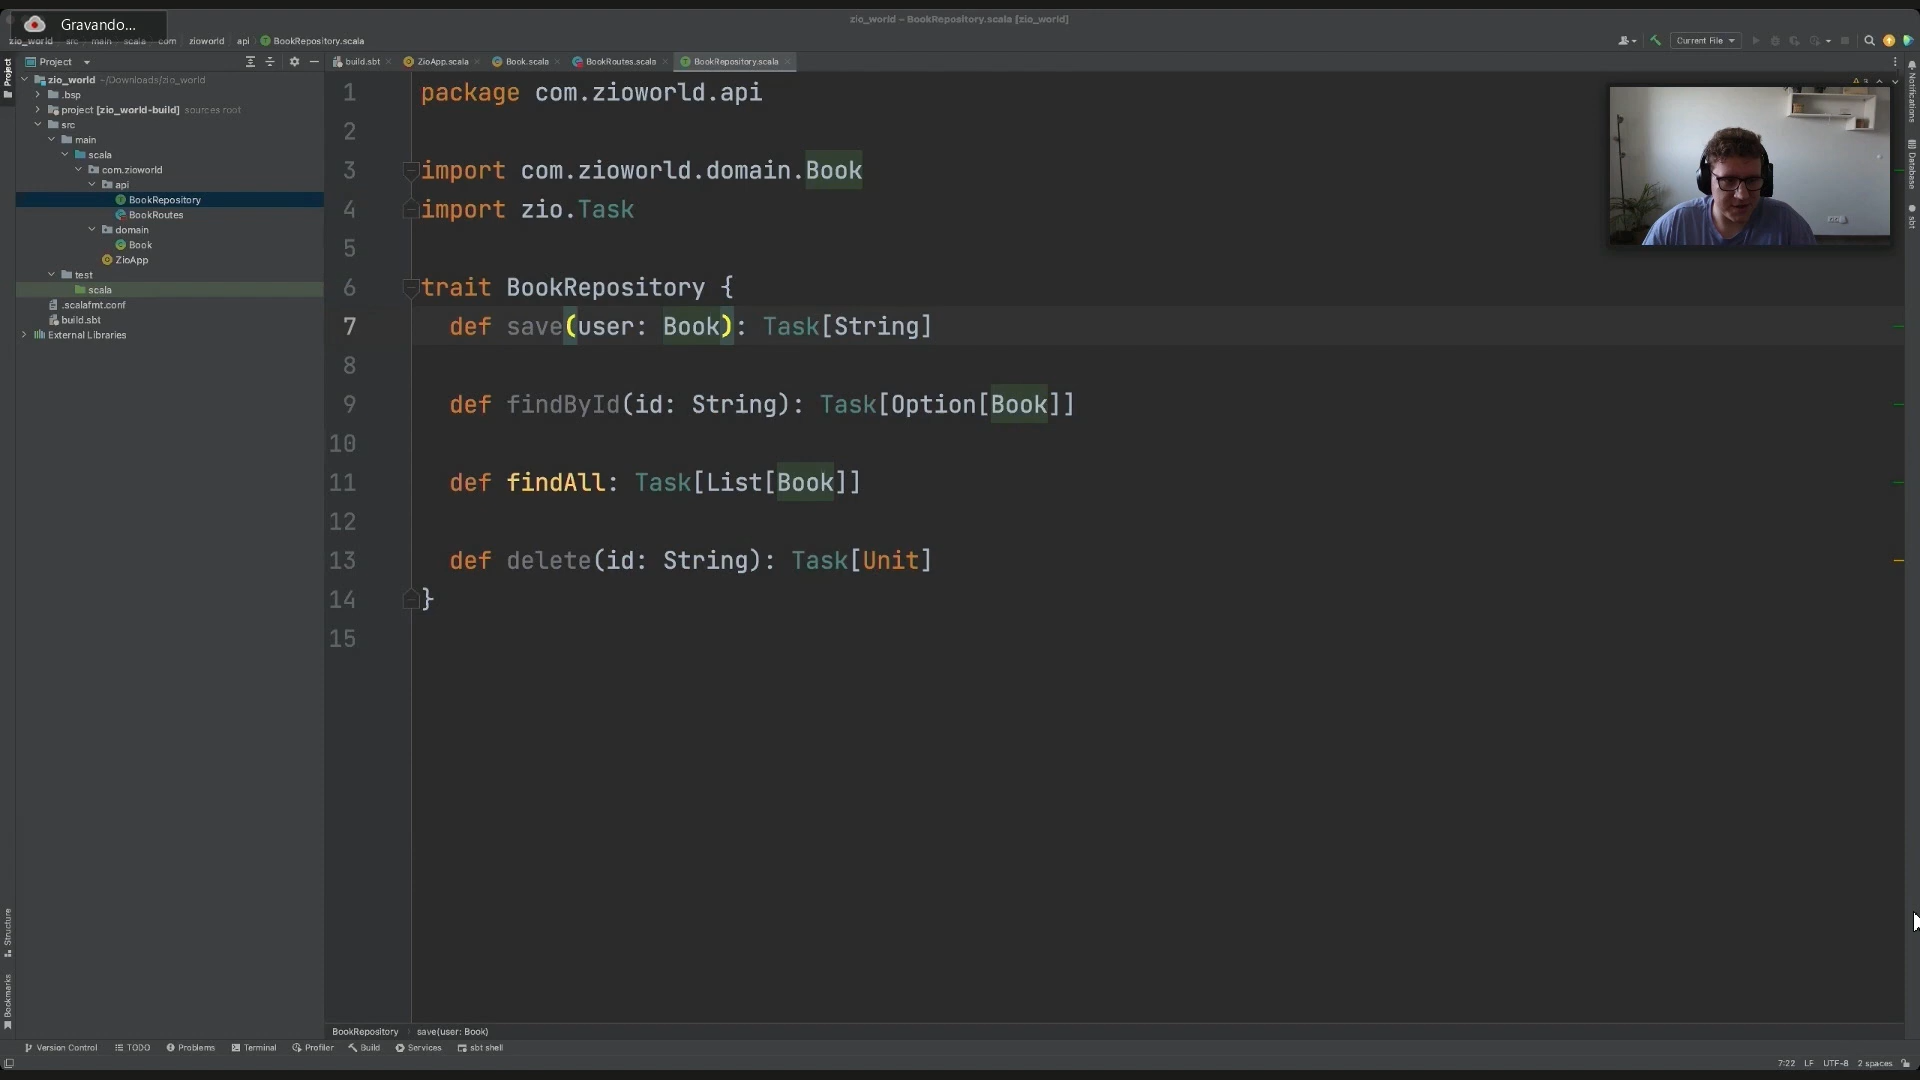 zio_world – BookRepository.scala [zio_world]
Gravando...
zio_world src main scala com zioworld api BookRepository.scala
Current File
Project
build.sbt ZioApp.scala Book.scala BookRoutes.scala BookRepository.scala
Project
zio_world ~/Downloads/zio_world
.bsp
project [zio_world-build] sources root
src
main
scala
com.zioworld
api
BookRepository
BookRoutes
domain
Book
ZioApp
test
scala
.scalafmt.conf
build.sbt
External Libraries
1 package com.zioworld.api
2
3 import com.zioworld.domain.Book
4 import zio.Task
5
6 trait BookRepository {
7 def save(user: Book): Task[String]
8
9 def findById(id: String): Task[Option[Book]]
10
11 def findAll: Task[List[Book]]
12
13 def delete(id: String): Task[Unit]
14 }
15
Notifications
Database
sbt
Structure
Bookmarks
BookRepository save(user: Book)
Version Control TODO Problems Terminal Profiler Build Services sbt shell
7:22 LF UTF-8 2 spaces